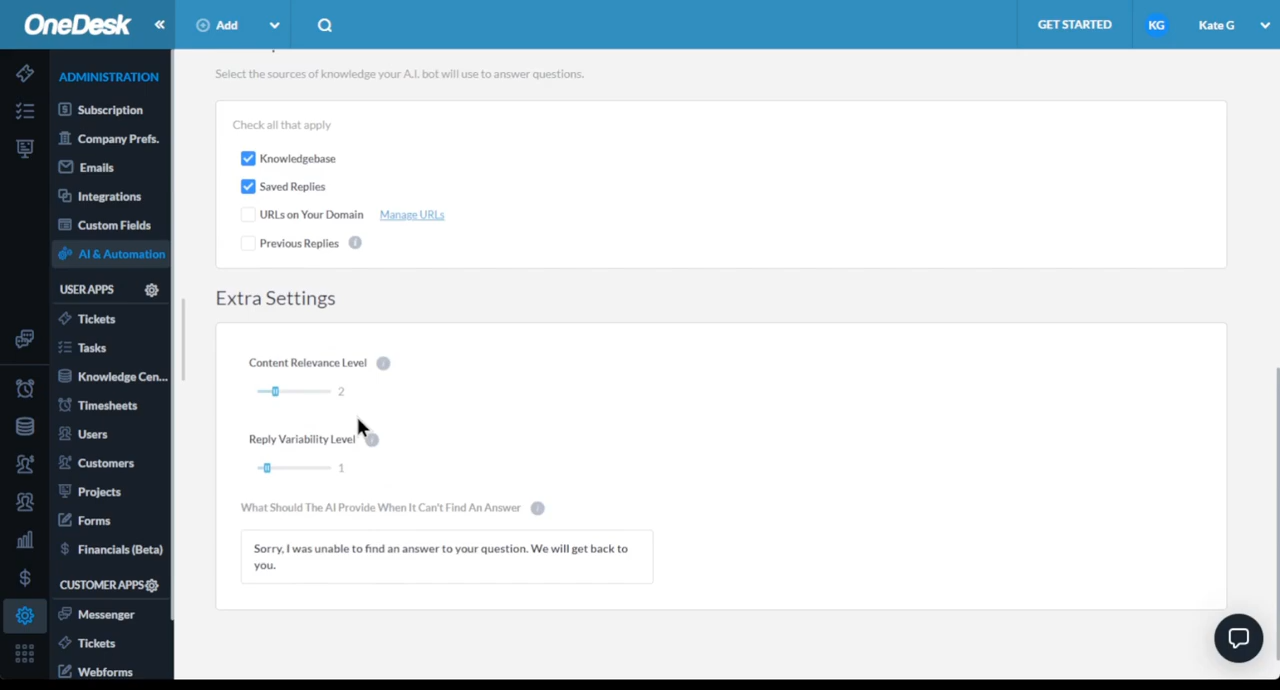 OneDesk
«
Add
GET STARTED
KG
Kate G
ADMINISTRATION
Subscription
Company Prefs.
Emails
Integrations
Custom Fields
AI & Automation
USER APPS
Tickets
Tasks
Knowledge Cen...
Timesheets
Users
Customers
Projects
Forms
Financials (Beta)
CUSTOMER APPS
Messenger
Tickets
Webforms
Select the sources of knowledge your A.I. bot will use to answer questions.
Check all that apply
Knowledgebase
Saved Replies
URLs on Your Domain Manage URLs
Previous Replies
Extra Settings
Content Relevance Level
2
Reply Variability Level
1
What Should The AI Provide When It Can't Find An Answer
Sorry, I was unable to find an answer to your question. We will get back to
you.